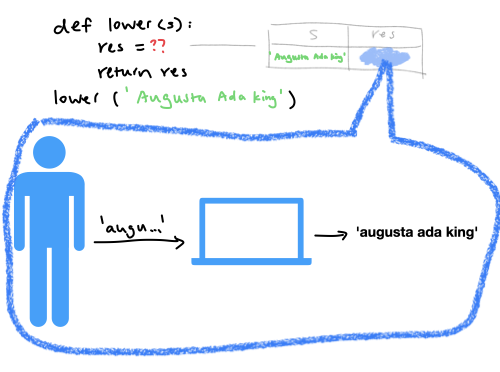 def lower(s):
res = ??
return res
lower ('Augusta Ada king')
s res
'Augusta Ada king'
'augu...'
'augusta ada king'